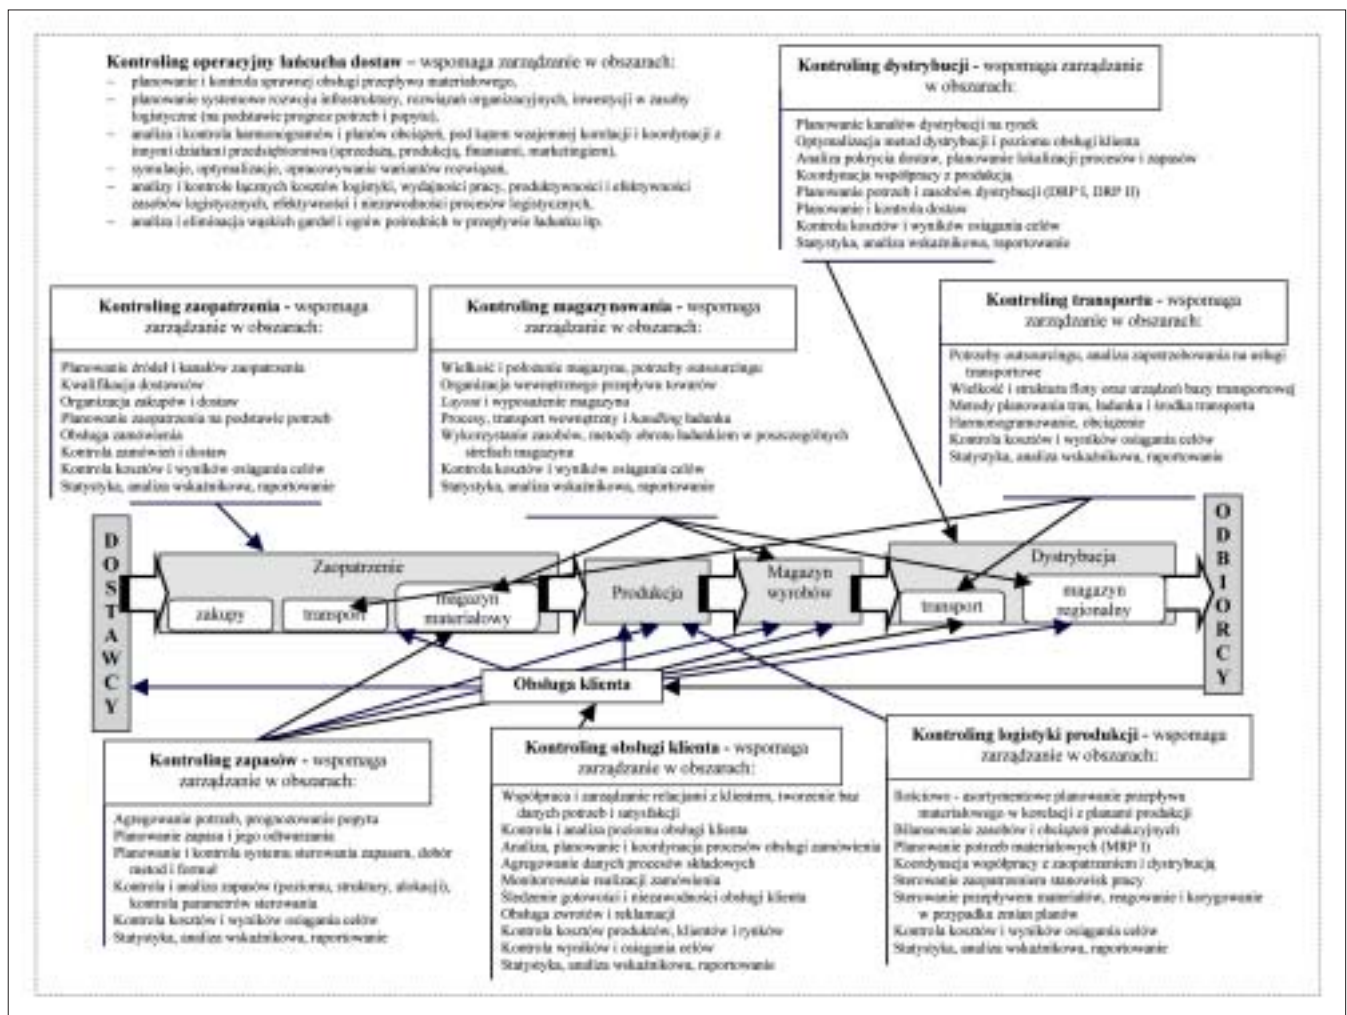 Kontroling operacyjny łańcucha dostaw – wspomaga zarządzanie w obszarach:
– planowanie i kontrola sprawnej obsługi przepływu materiałowego,
– planowanie systemowe rozwoju infrastruktury, rozwiązań organizacyjnych, inwestycji w zasoby
logistyczne (na podstawie prognoz potrzeb i popytu),
– analiza i kontrola harmonogramów i planów obciążeń, pod kątem wzajemnej korelacji i koordynacji z
innymi działami przedsiębiorstwa (sprzedażą, produkcją, finansami, marketingiem),
– symulacje, optymalizacje, opracowywanie wariantów rozwiązań,
– analizy i kontrole łącznych kosztów logistyki, wydajności pracy, produktywności i efektywności
zasobów logistycznych, efektywności i niezawodności procesów logistycznych,
– analiza i eliminacja wąskich gardeł i ogniw pośrednich w przepływie ładunku itp.
Kontroling dystrybucji - wspomaga zarządzanie
w obszarach:
Planowanie kanałów dystrybucji na rynek
Optymalizacja metod dystrybucji i poziomu obsługi klienta
Analiza pokrycia dostaw, planowanie lokalizacji procesów i zapasów
Koordynacja współpracy z produkcją
Planowanie potrzeb i zasobów dystrybucji (DRP I, DRP II)
Planowanie i kontrola dostaw
Kontrola kosztów i wyników osiągania celów
Statystyka, analiza wskaźnikowa, raportowanie
Kontroling zaopatrzenia - wspomaga
zarządzanie w obszarach:
Planowanie źródeł i kanałów zaopatrzenia
Kwalifikacja dostawców
Organizacja zakupów i dostaw
Planowanie zaopatrzenia na podstawie potrzeb
Obsługa zamówienia
Kontrola zamówień i dostaw
Kontrola kosztów i wyników osiągania celów
Statystyka, analiza wskaźnikowa, raportowanie
Kontroling magazynowania - wspomaga
zarządzanie w obszarach:
Wielkość i położenie magazynu, potrzeby outsourcingu
Organizacja wewnętrznego przepływu towarów
Layout i wyposażenie magazynu
Procesy, transport wewnętrzny i handling ładunku
Wykorzystanie zasobów, metody obrotu ładunkiem w poszczególnych
strefach magazynu
Kontrola kosztów i wyników osiągania celów
Statystyka, analiza wskaźnikowa, raportowanie
Kontroling transportu - wspomaga
zarządzanie w obszarach:
Potrzeby outsourcingu, analiza zapotrzebowania na usługi
transportowe
Wielkość i struktura floty oraz urządzeń bazy transportowej
Metody planowania tras, ładunku i środka transportu
Harmonogramowanie, obciążenie
Kontrola kosztów i wyników osiągania celów
Statystyka, analiza wskaźnikowa, raportowanie
DOSTAWCY
Zaopatrzenie
zakupy
transport
magazyn
materiałowy
Produkcja
Magazyn
wyrobów
Dystrybucja
transport
magazyn
regionalny
ODBIORCY
Obsługa klienta
Kontroling zapasów - wspomaga
zarządzanie w obszarach:
Agregowanie potrzeb, prognozowanie popytu
Planowanie zapasu i jego odtwarzania
Planowanie i kontrola systemu sterowania zapasem, dobór
metod i formuł
Kontrola i analiza zapasów (poziomu, struktury, alokacji),
kontrola parametrów sterowania
Kontrola kosztów i wyników osiągania celów
Statystyka, analiza wskaźnikowa, raportowanie
Kontroling obsługi klienta - wspomaga
zarządzanie w obszarach:
Współpraca i zarządzanie relacjami z klientem, tworzenie baz
danych potrzeb i satysfakcji
Kontrola i analiza poziomu obsługi klienta
Analiza, planowanie i koordynacja procesów obsługi zamówienia
Agregowanie danych procesów składowych
Monitorowanie realizacji zamówienia
Śledzenie gotowości i niezawodności obsługi klienta
Obsługa zwrotów i reklamacji
Kontrola kosztów produktów, klientów i rynków
Kontrola wyników i osiągania celów
Statystyka, analiza wskaźnikowa, raportowanie
Kontroling logistyki produkcji - wspomaga
zarządzanie w obszarach:
Ilościowo - asortymentowe planowanie przepływu
materiałowego w korelacji z planami produkcji
Bilansowanie zasobów i obciążeń produkcyjnych
Planowanie potrzeb materiałowych (MRP I)
Koordynacja współpracy z zaopatrzeniem i dystrybucją
Sterowanie zaopatrzeniem stanowisk pracy
Sterowanie przepływem materiałów, reagowanie i korygowanie
w przypadku zmian planów
Kontrola kosztów i wyników osiągania celów
Statystyka, analiza wskaźnikowa, raportowanie